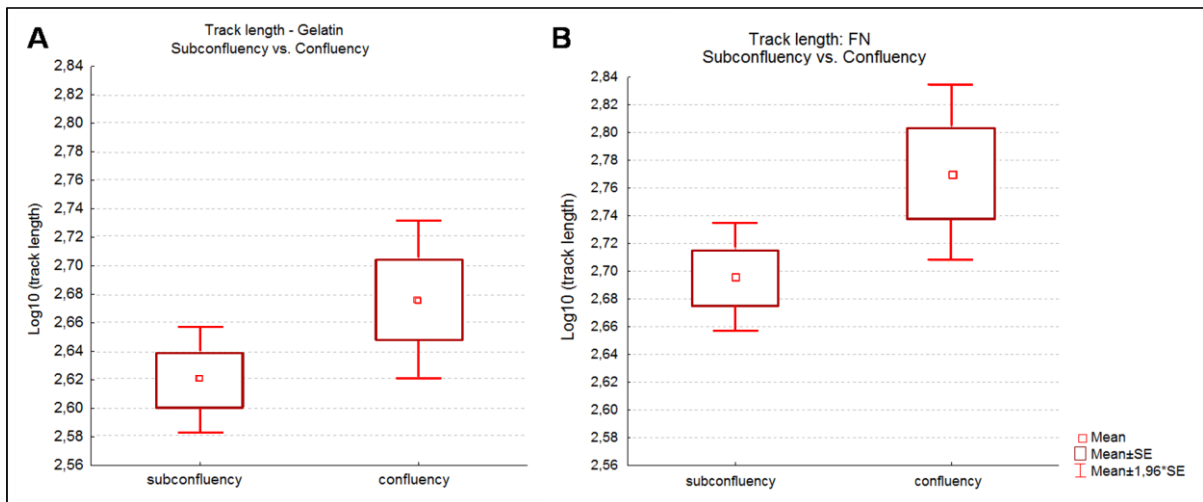 A
Track length - Gelatin
Subconfluency vs. Confluency
2,84
2,82
2,80
2,78
2,76
2,74
2,72
2,70
2,68
2,66
2,64
2,62
2,60
2,58
2,56
Log10 (track length)
subconfluency confluency
B
Track length: FN
Subconfluency vs. Confluency
2,84
2,82
2,80
2,78
2,76
2,74
2,72
2,70
2,68
2,66
2,64
2,62
2,60
2,58
2,56
Log10 (track length)
subconfluency confluency
Mean
Mean±SE
Mean±1,96*SE